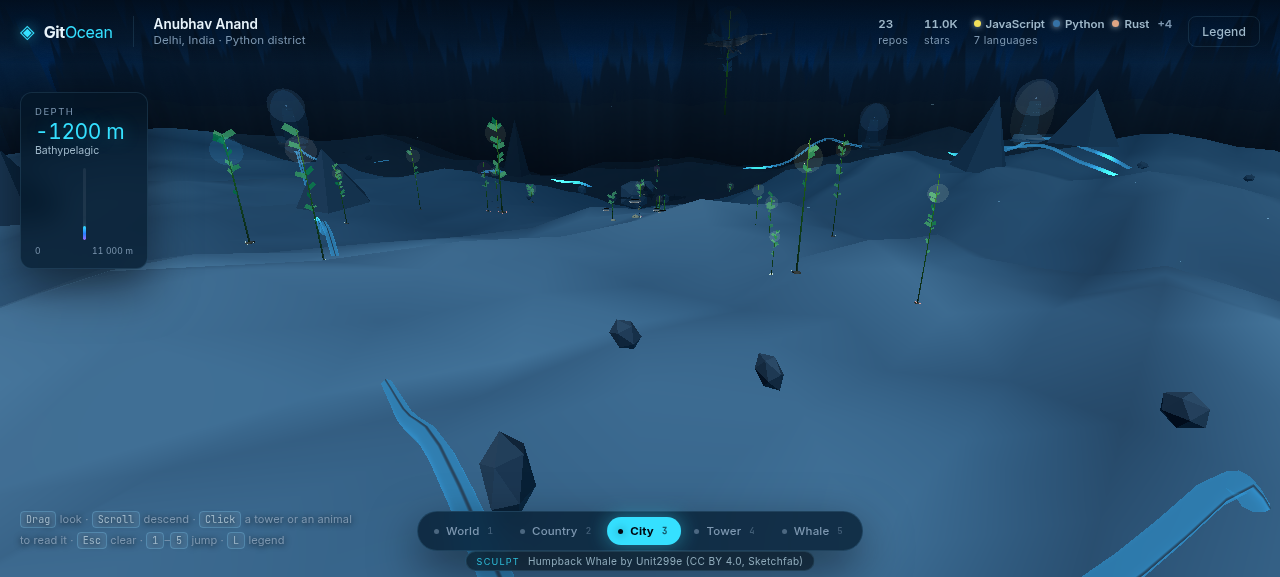 GitOcean
Anubhav Anand
Delhi, India · Python district
23 repos
11.0K stars
JavaScript Python Rust +4
7 languages
Legend
DEPTH
-1200 m
Bathypelagic
0 11 000 m
Drag look · Scroll descend · Click a tower or an animal
to read it · Esc clear · 1–5 jump · L legend
World 1 Country 2 City 3 Tower 4 Whale 5
SCULPT Humpback Whale by Unit299e (CC BY 4.0, Sketchfab)